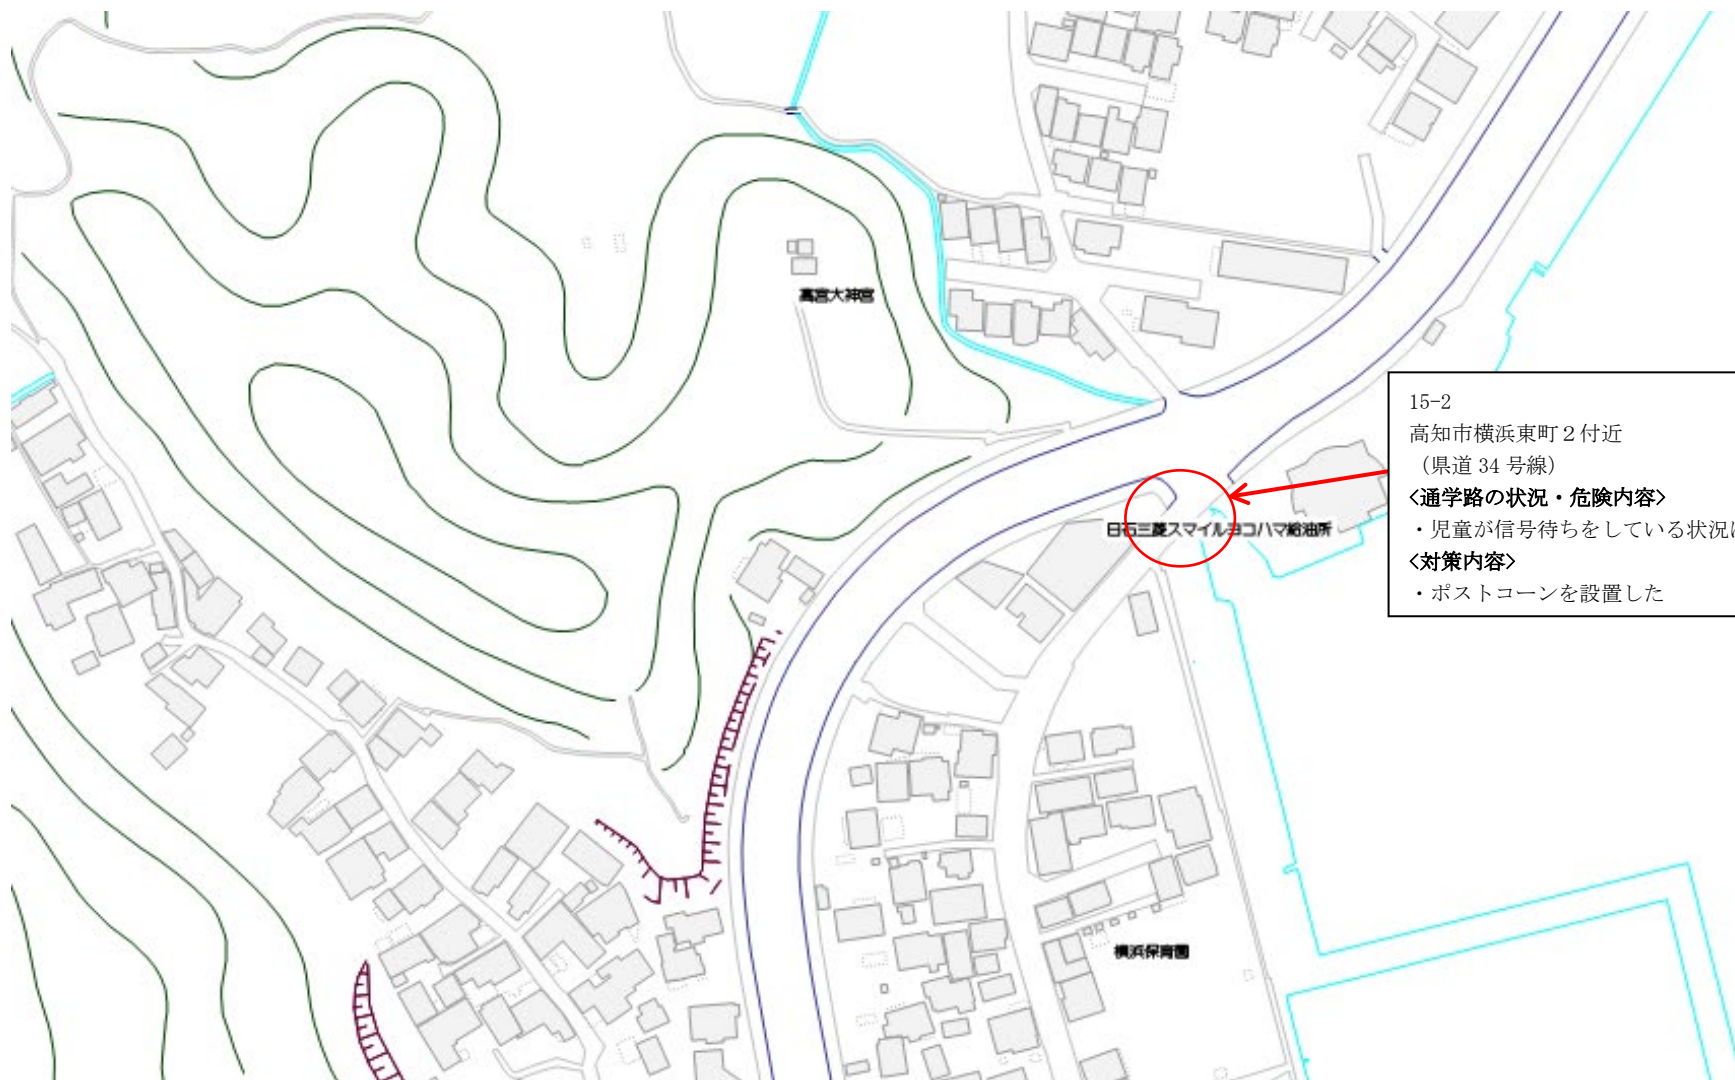 高宮大神宮
15-2
高知市横浜東町２付近
（県道 34 号線）
<通学路の状況・危険内容>
・児童が信号待ちをしている状況
<対策内容>
・ポストコーンを設置した
日石三菱スマイルヨコハマ給油所
横浜保育園